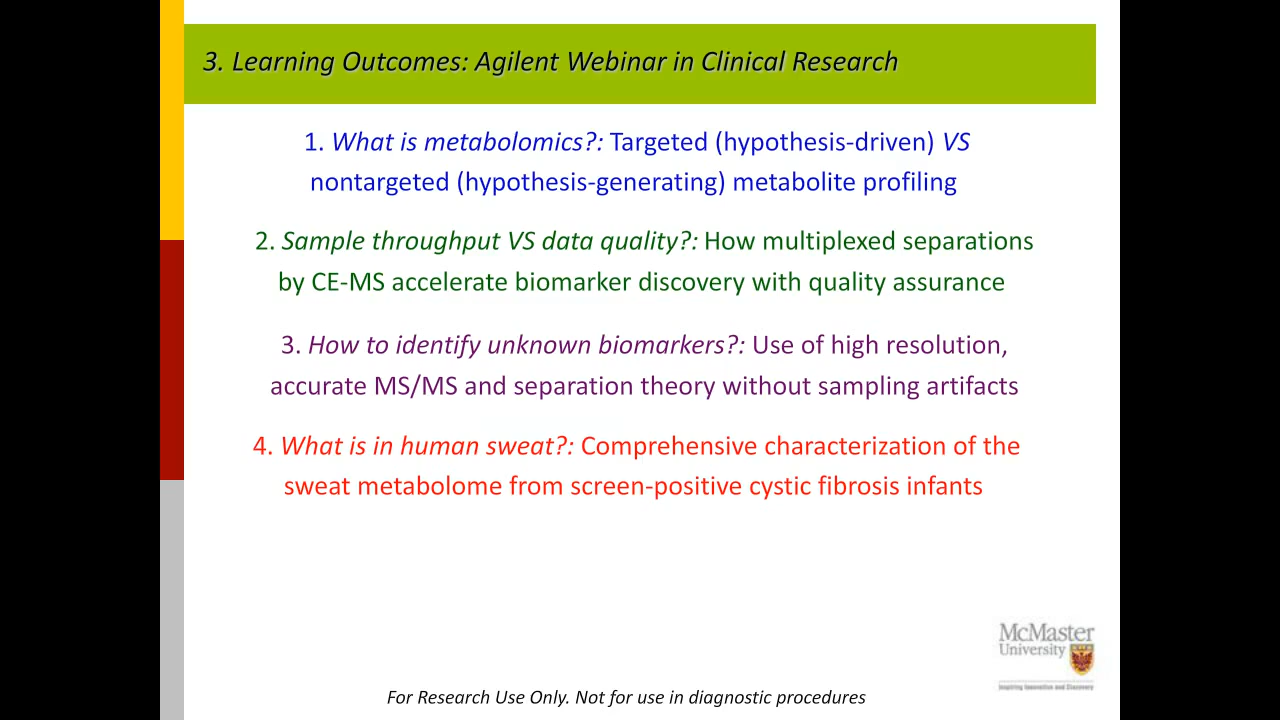 3. Learning Outcomes: Agilent Webinar in Clinical Research
1. What is metabolomics?: Targeted (hypothesis-driven) VS
nontargeted (hypothesis-generating) metabolite profiling
2. Sample throughput VS data quality?: How multiplexed separations
by CE-MS accelerate biomarker discovery with quality assurance
3. How to identify unknown biomarkers?: Use of high resolution,
accurate MS/MS and separation theory without sampling artifacts
4. What is in human sweat?: Comprehensive characterization of the
sweat metabolome from screen-positive cystic fibrosis infants
McMaster
University
Inspiring Innovation and Discovery
For Research Use Only. Not for use in diagnostic procedures